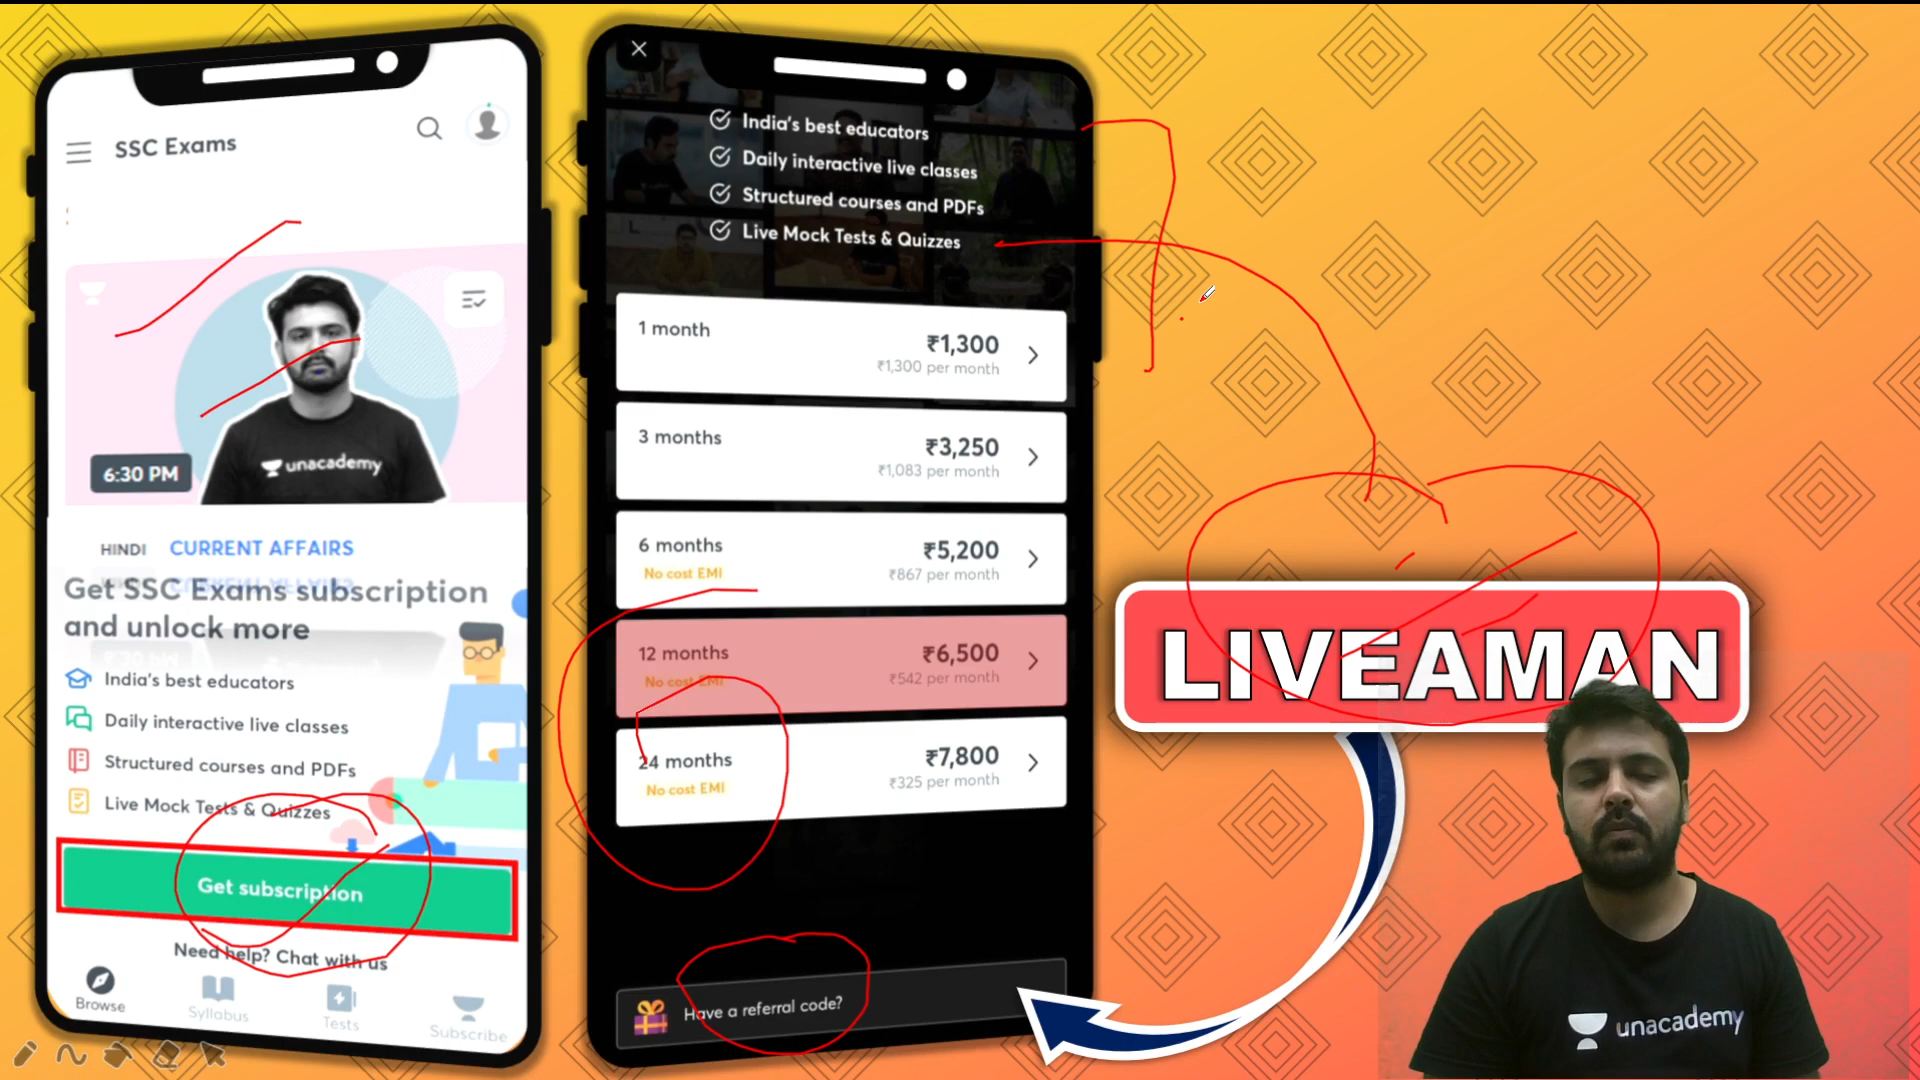 SSC Exams
unacademy
6:30 PM
HINDI CURRENT AFFAIRS
Get SSC Exams subscription
and unlock more
India's best educators
Daily interactive live classes
Structured courses and PDFs
Live Mock Tests & Quizzes
Get subscription
Need help? Chat with us
Browse
Syllabus
Tests
Subscribe
India's best educators
Daily interactive live classes
Structured courses and PDFs
Live Mock Tests & Quizzes
1 month
₹1,300
₹1,300 per month
3 months
₹3,250
₹1,083 per month
6 months
₹5,200
No cost EMI
₹867 per month
12 months
₹6,500
No cost EMI
₹542 per month
24 months
₹7,800
No cost EMI
₹325 per month
Have a referral code?
LIVEAMAN
unacademy